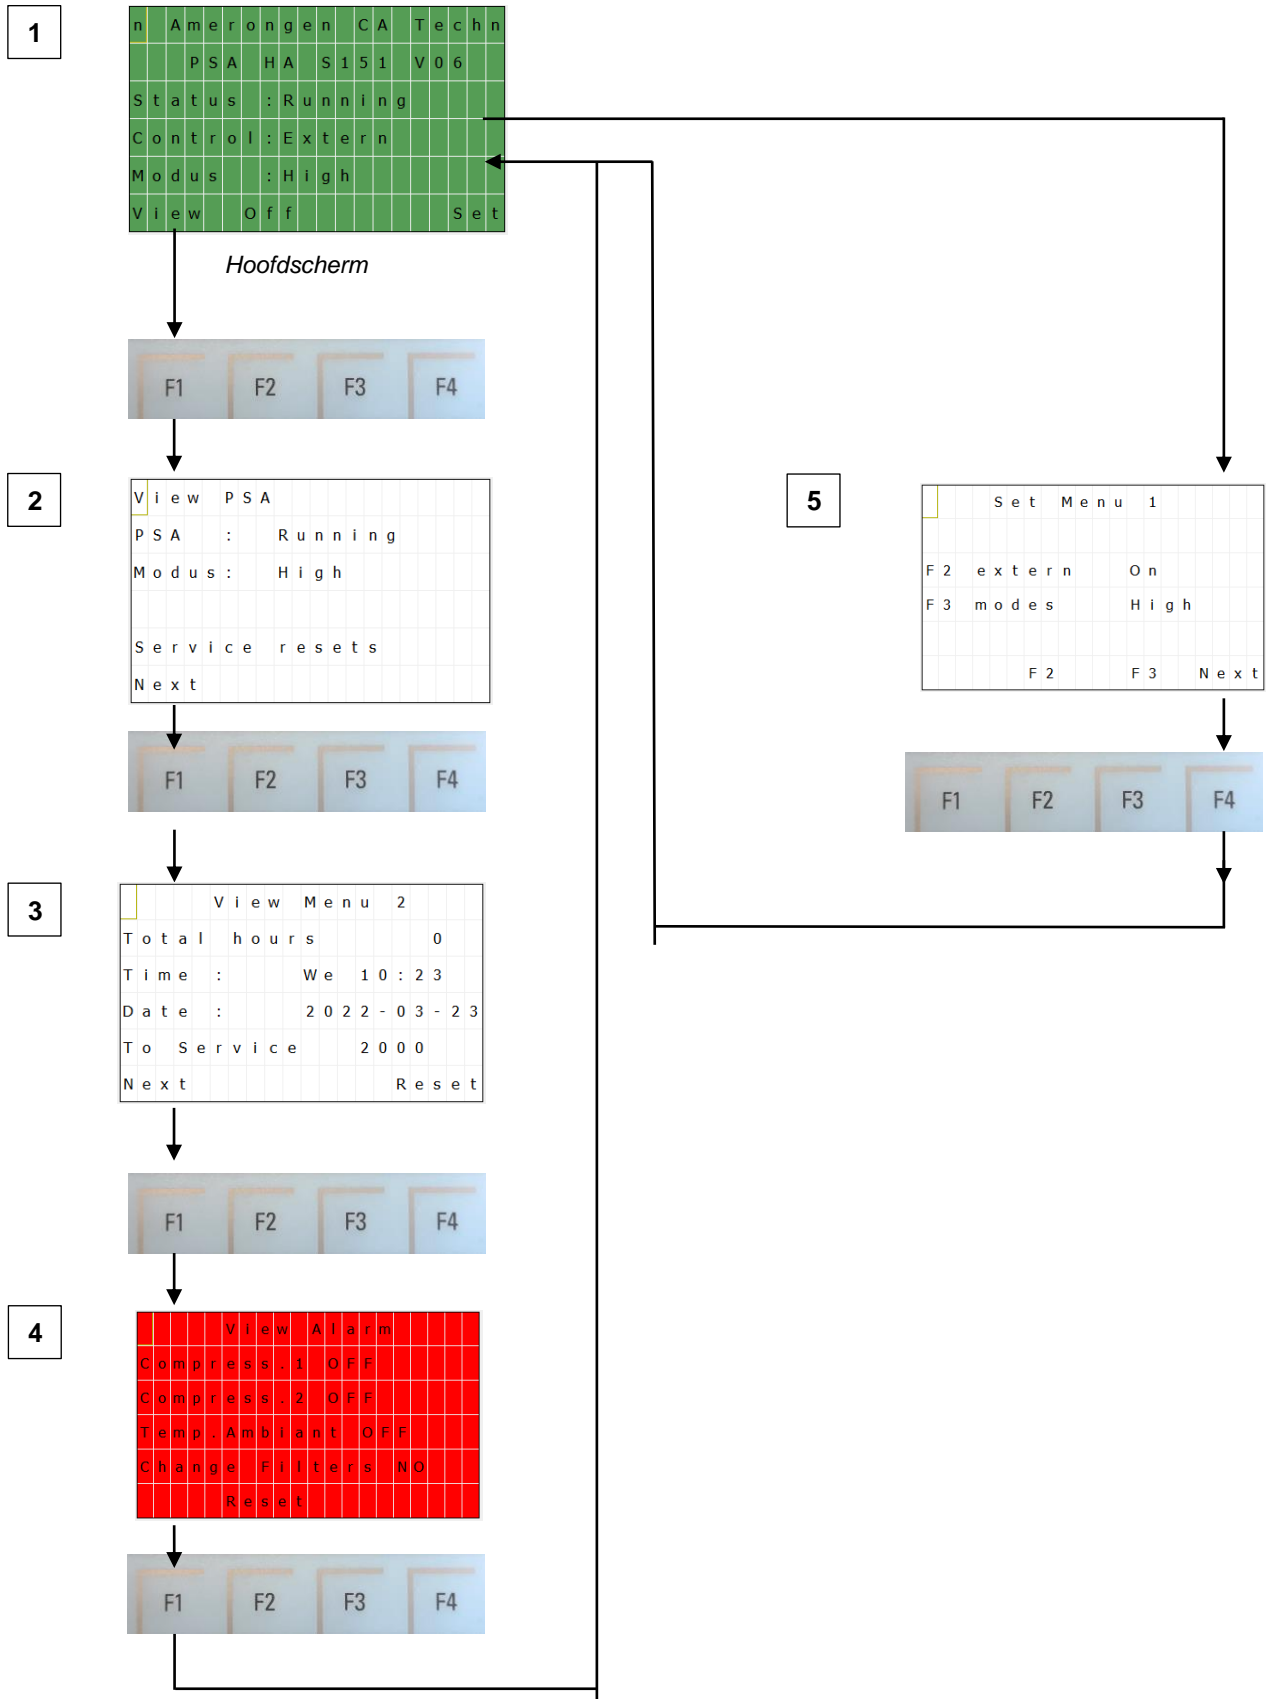 1
n Amerongen CA Techn
PSA HA S151 V06
Status :Running
Control:Extern
Modus :High
View Off Set
Hoofdscherm
F1 F2 F3 F4
2
View PSA
PSA : Running
Modus: High
Service resets
Next
F1 F2 F3 F4
3
View Menu 2
Total hours 0
Time : We 10:23
Date : 2022-03-23
To Service 2000
Next Reset
F1 F2 F3 F4
4
View Alarm
Compress.1 OFF
Compress.2 OFF
Temp.Ambiant OFF
Change Filters NO
Reset
F1 F2 F3 F4
5
Set Menu 1
F2 extern On
F3 modes High
F2 F3 Next
F1 F2 F3 F4